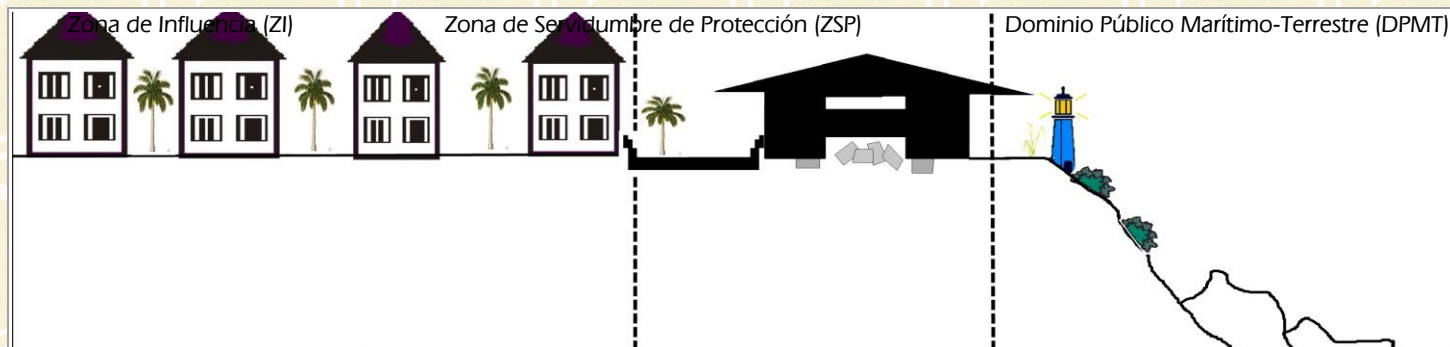 Zona de Influencia (ZI) Zona de Servidumbre de Protección (ZSP) Dominio Público Marítimo-Terrestre (DPMT)